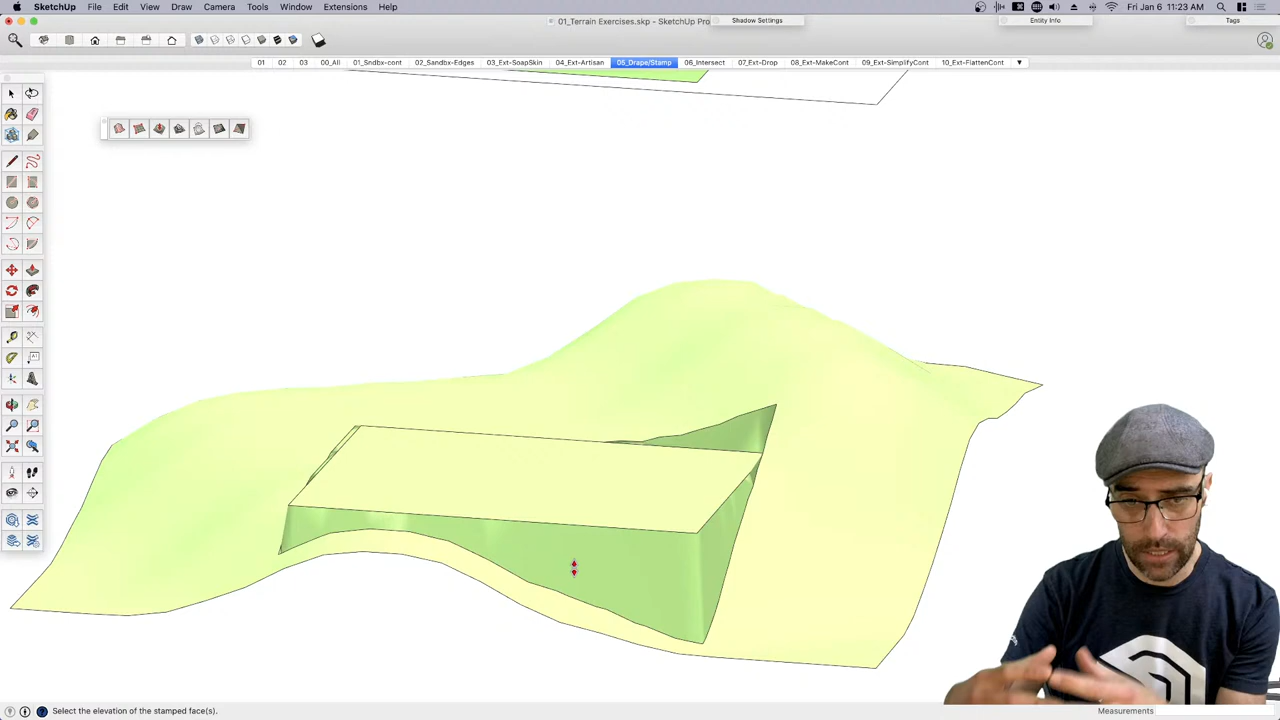 SketchUp File Edit View Draw Camera Tools Window Extensions Help Fri Jan 6 11:23 AM
01_Terrain Exercises.skp - SketchUp Pro Shadow Settings Entity Info Tags
01 02 03 00_All 01_Sndbx-cont 02_Sandbx-Edges 03_Ext-SoapSkin 04_Ext-Artisan 05_Drape/Stamp 06_Intersect 07_Ext-Drop 08_Ext-MakeCont 09_Ext-SimplifyCont 10_Ext-FlattenCont
Select the elevation of the stamped face(s). Measurements